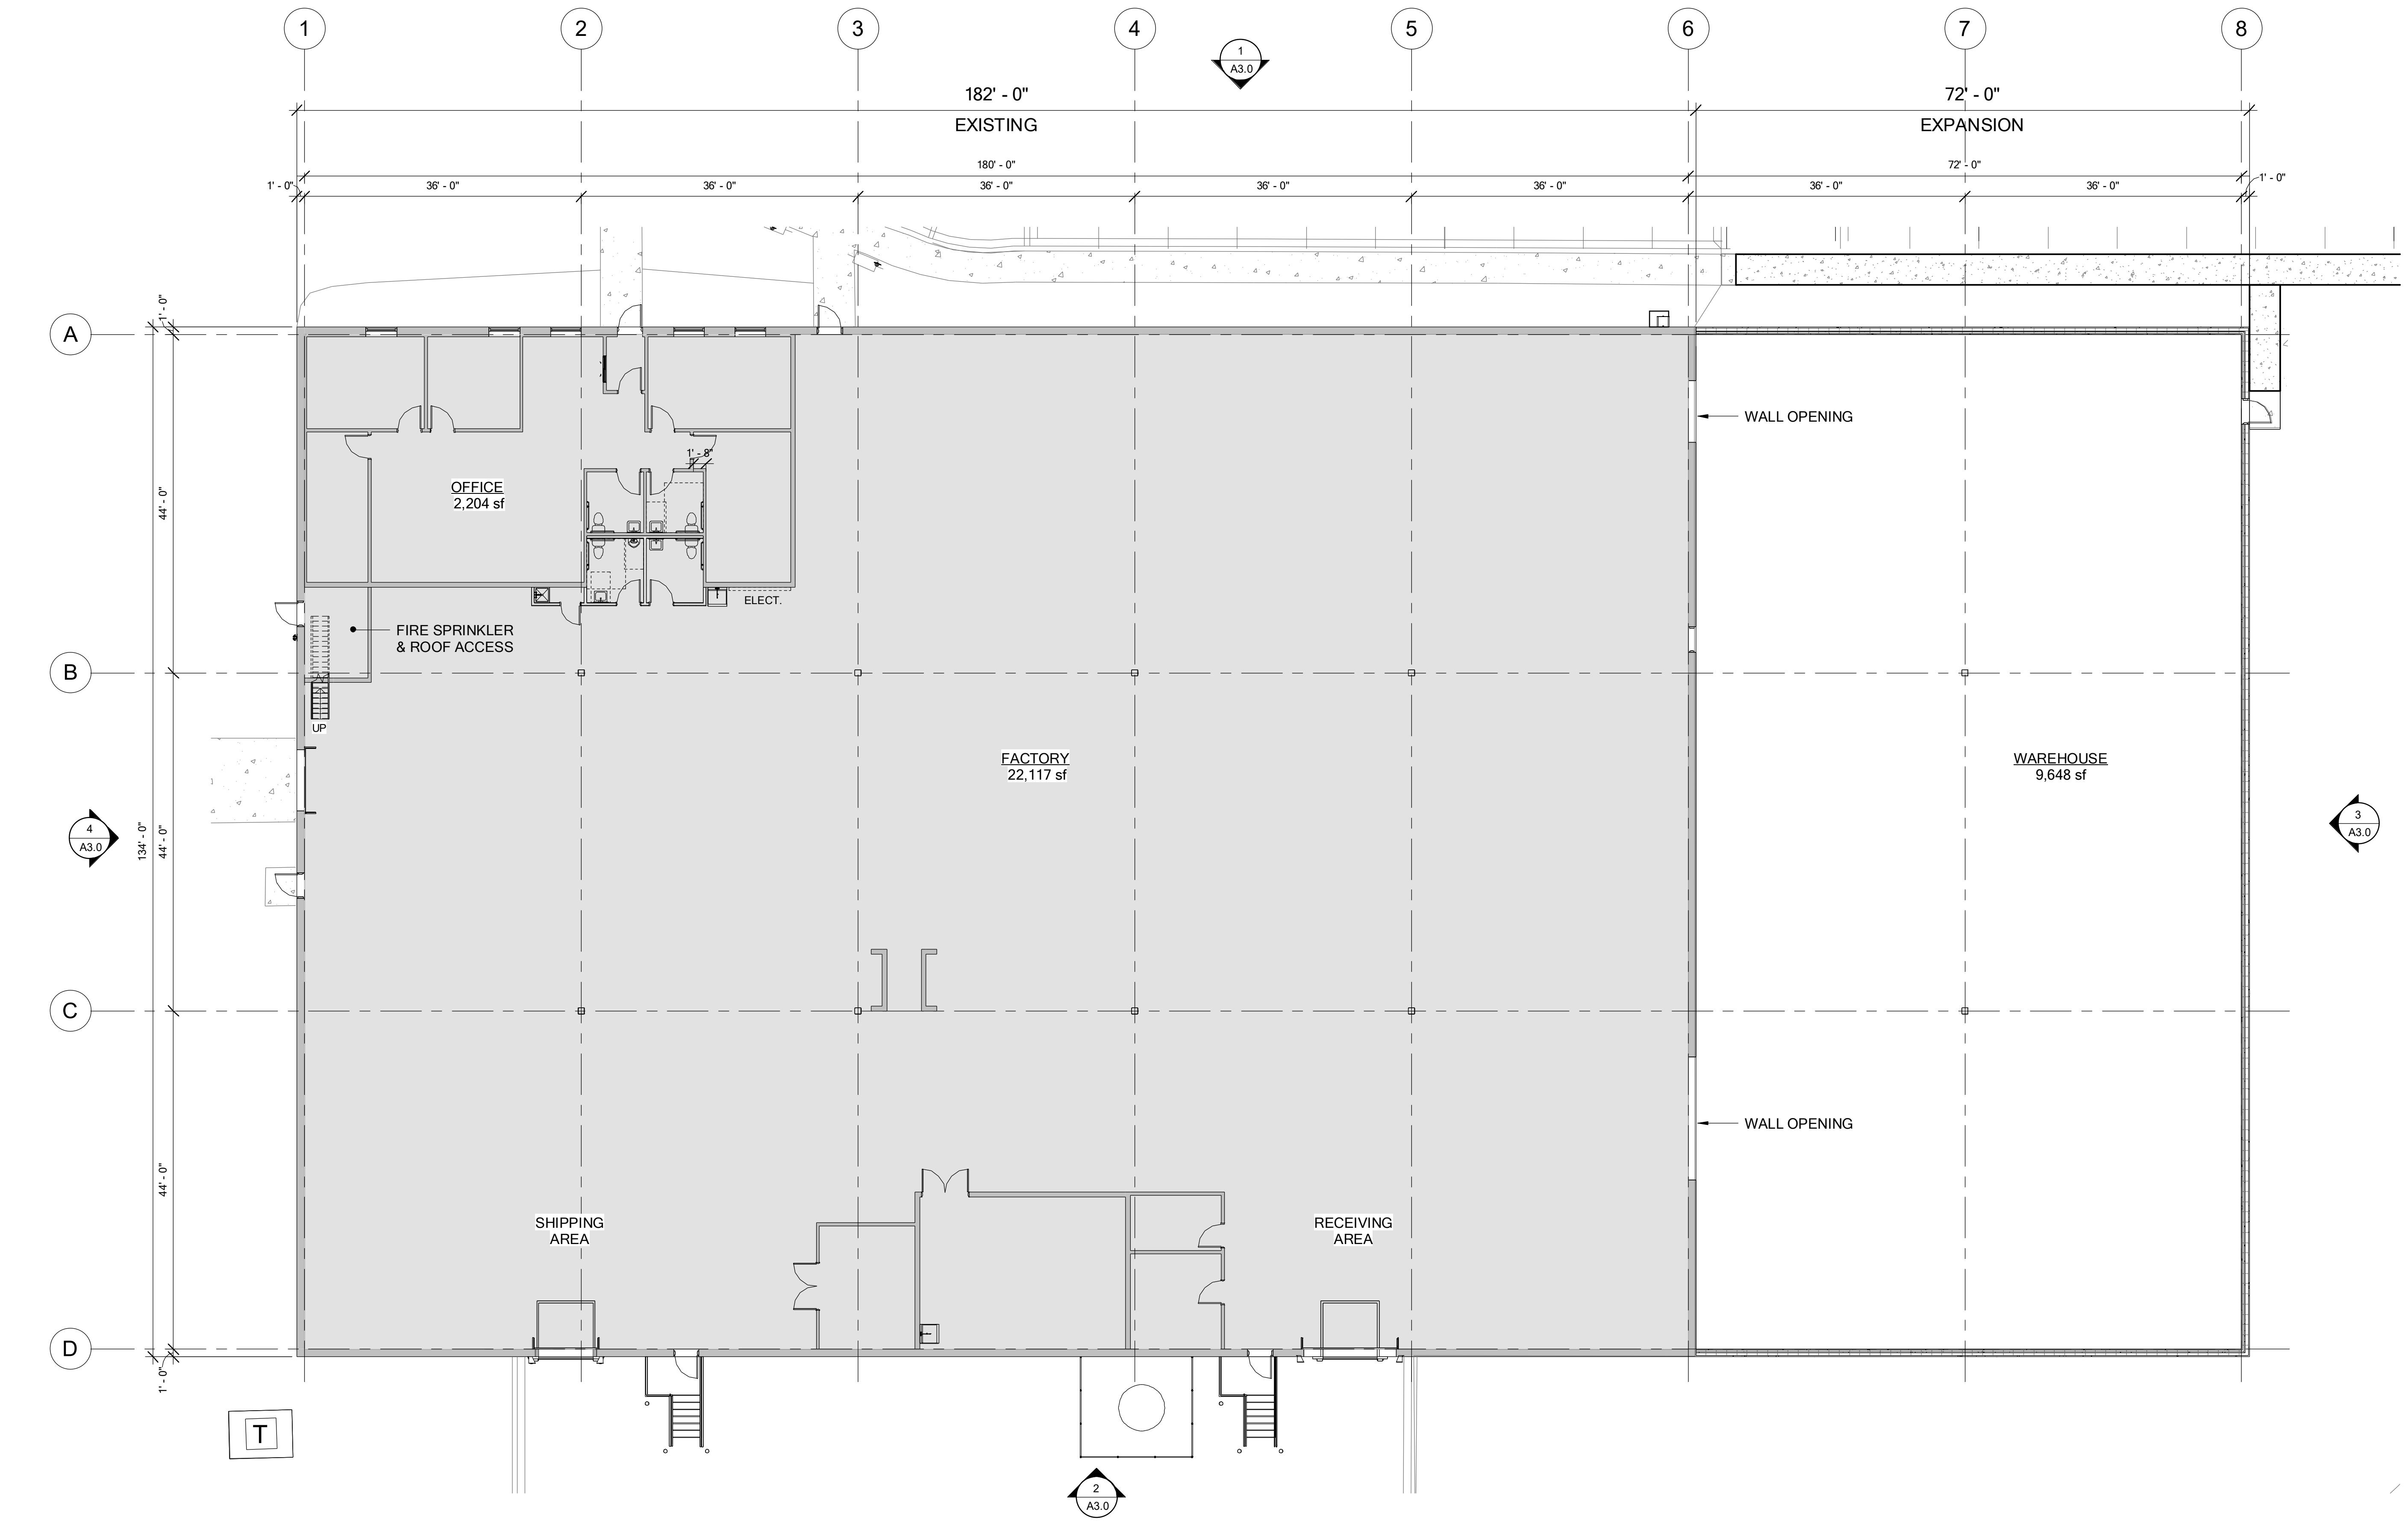 1 2 3 4 5 6 7 8
1
A3.0
182' - 0" 72' - 0"
EXISTING EXPANSION
180' - 0" 72' - 0"
1' - 0" 36' - 0" 36' - 0" 36' - 0" 36' - 0" 36' - 0" 36' - 0" 36' - 0" 1' - 0"
1' - 0"
A
WALL OPENING
1' - 8"
44' - 0"
OFFICE
2,204 sf
ELECT.
FIRE SPRINKLER
& ROOF ACCESS
B
UP
FACTORY
22,117 sf
WAREHOUSE
9,648 sf
4
A3.0
134' - 0"
44' - 0"
3
A3.0
C
WALL OPENING
44' - 0"
SHIPPING
AREA
RECEIVING
AREA
D
1' - 0"
T
2
A3.0